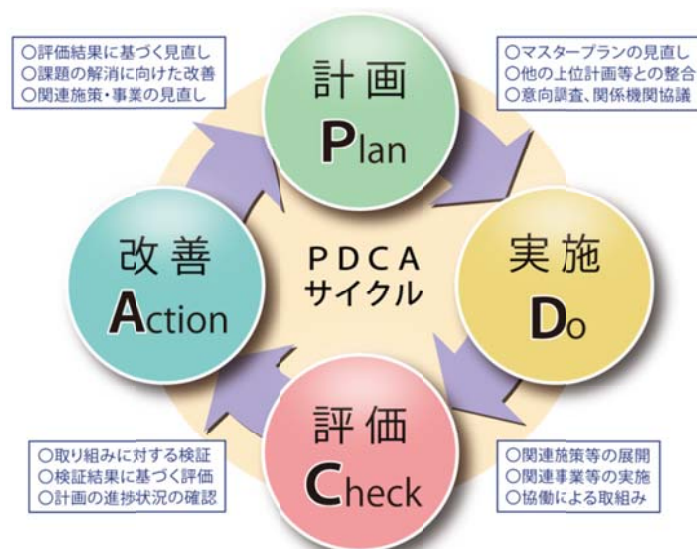 ○評価結果に基づく見直し
○課題の解消に向けた改善
○関連施策・事業の見直し
計画
Plan
○マスタープランの見直し
○他の上位計画等との整合
○意向調査、関係機関協議
改善
Action
PDCA
サイクル
実施
Do
○取り組みに対する検証
○検証結果に基づく評価
○計画の進捗状況の確認
評価
Check
○関連施策等の展開
○関連事業等の実施
○協働による取組み